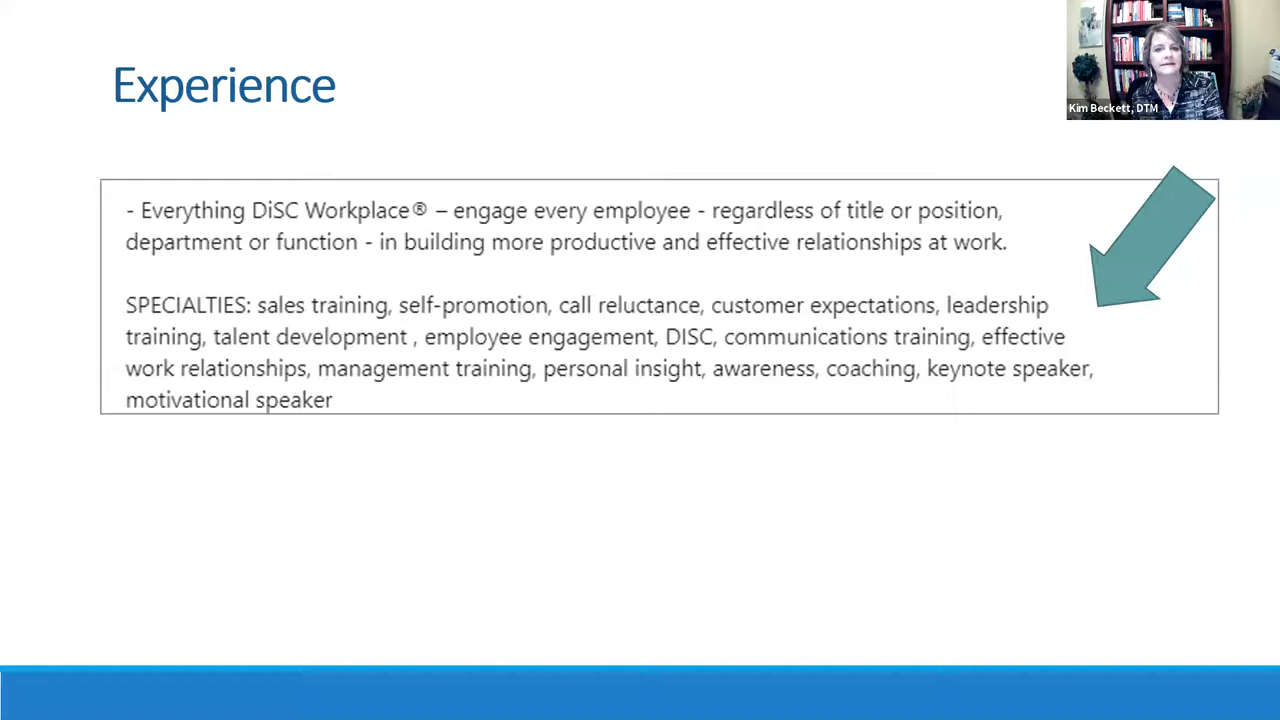 Experience
Kim Beckett, DTM
- Everything DiSC Workplace® – engage every employee - regardless of title or position,
department or function - in building more productive and effective relationships at work.
SPECIALTIES: sales training, self-promotion, call reluctance, customer expectations, leadership
training, talent development , employee engagement, DISC, communications training, effective
work relationships, management training, personal insight, awareness, coaching, keynote speaker,
motivational speaker